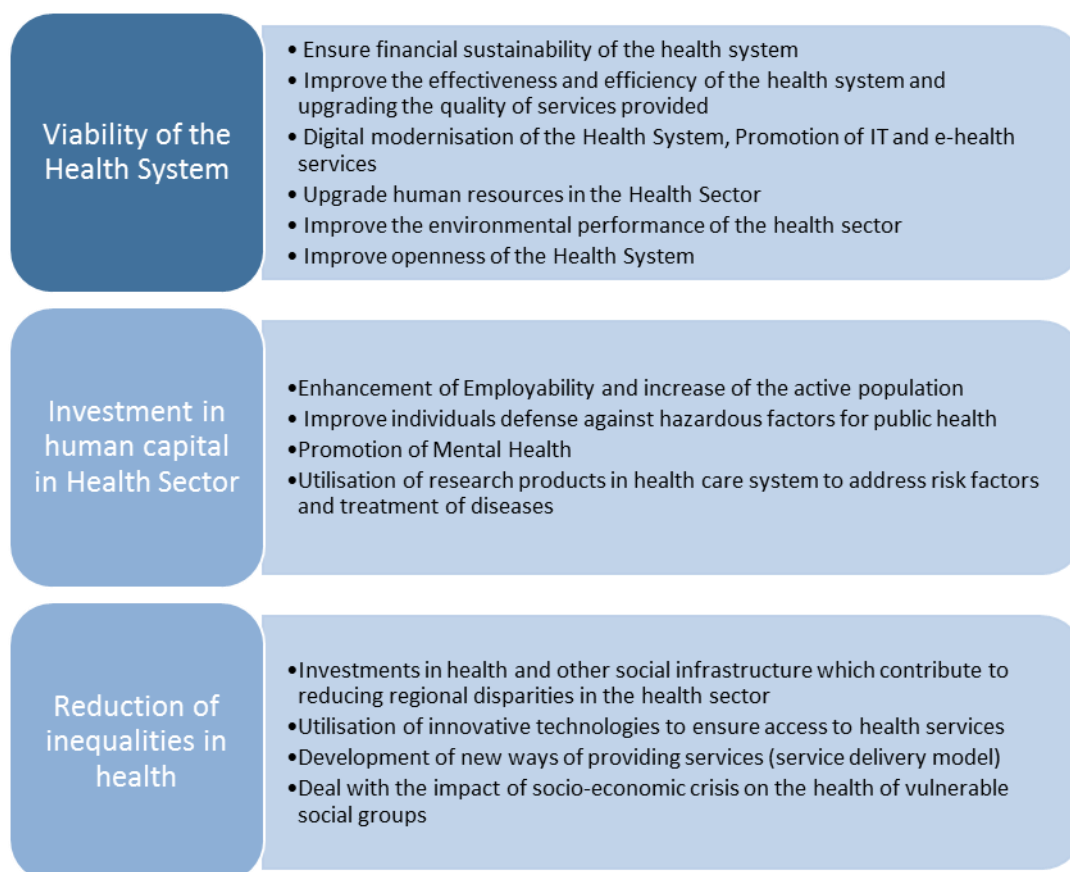 Viability of the
Health System
• Ensure financial sustainability of the health system
• Improve the effectiveness and efficiency of the health system and
upgrading the quality of services provided
• Digital modernisation of the Health System, Promotion of IT and e-health
services
• Upgrade human resources in the Health Sector
• Improve the environmental performance of the health sector
• Improve openness of the Health System
Investment in
human capital
in Health Sector
•Enhancement of Employability and increase of the active population
• Improve individuals defense against hazardous factors for public health
•Promotion of Mental Health
•Utilisation of research products in health care system to address risk factors
and treatment of diseases
Reduction of
inequalities in
health
•Investments in health and other social infrastructure which contribute to
reducing regional disparities in the health sector
•Utilisation of innovative technologies to ensure access to health services
•Development of new ways of providing services (service delivery model)
•Deal with the impact of socio-economic crisis on the health of vulnerable
social groups